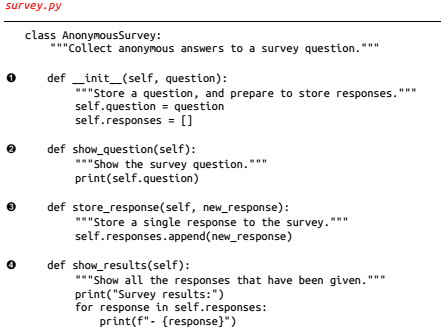 survey.py
class AnonymousSurvey:
    """Collect anonymous answers to a survey question."""
❶     def __init__(self, question):
        """Store a question, and prepare to store responses."""
        self.question = question
        self.responses = []
❷     def show_question(self):
        """Show the survey question."""
        print(self.question)
❸     def store_response(self, new_response):
        """Store a single response to the survey."""
        self.responses.append(new_response)
❹     def show_results(self):
        """Show all the responses that have been given."""
        print("Survey results:")
        for response in self.responses:
            print(f"- {response}")